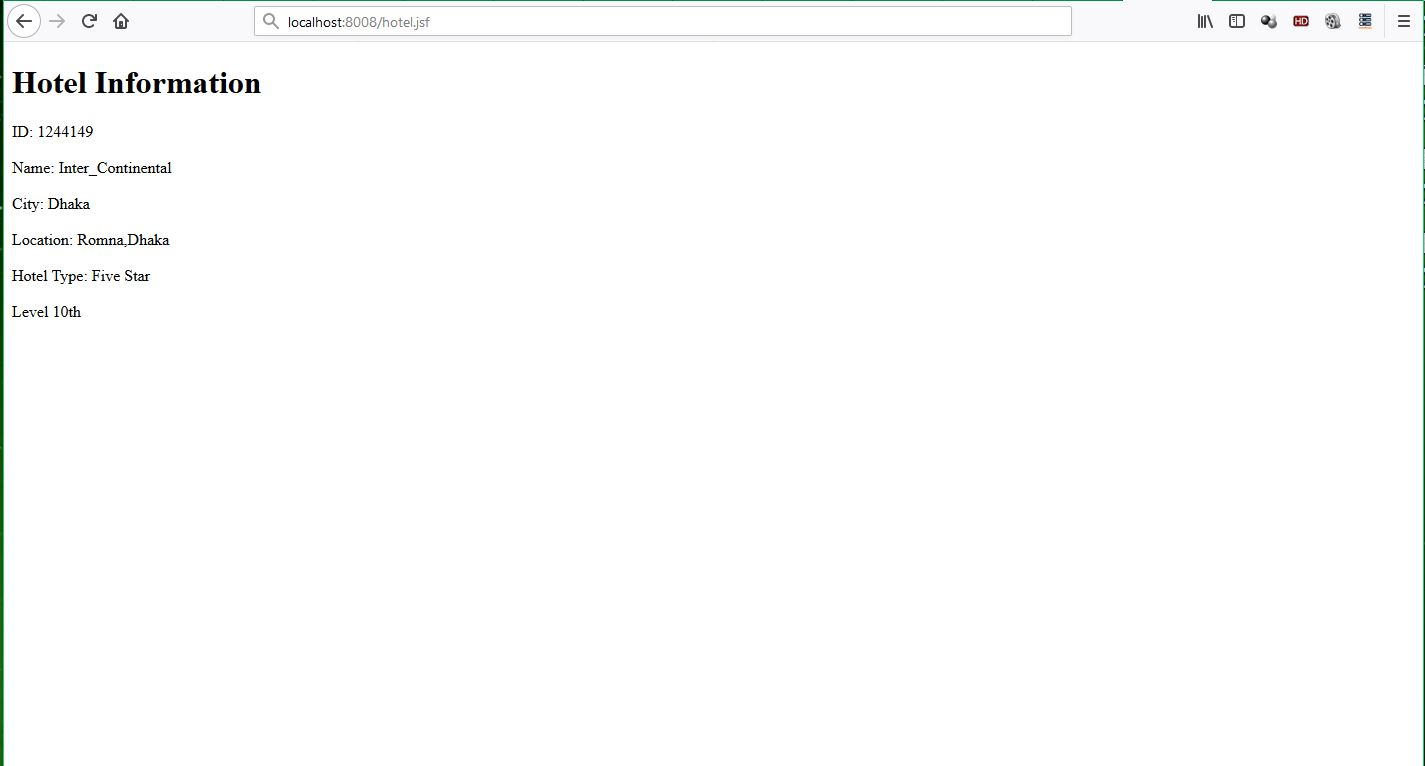 localhost:8008/hotel.jsf
HD
Hotel Information
ID: 1244149
Name: Inter_Continental
City: Dhaka
Location: Romna,Dhaka
Hotel Type: Five Star
Level 10th